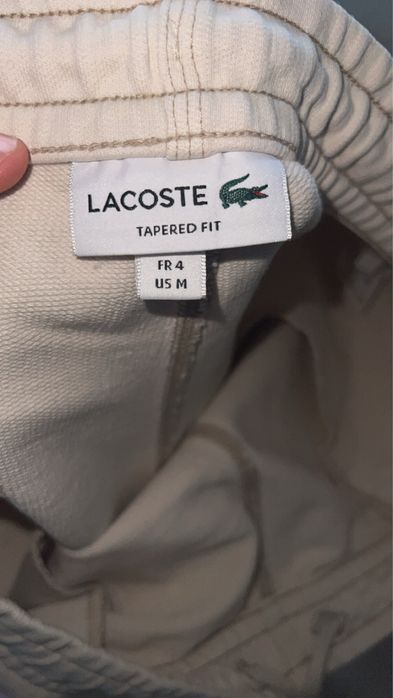 LACOSTE
TAPERED FIT
FR 4
US M